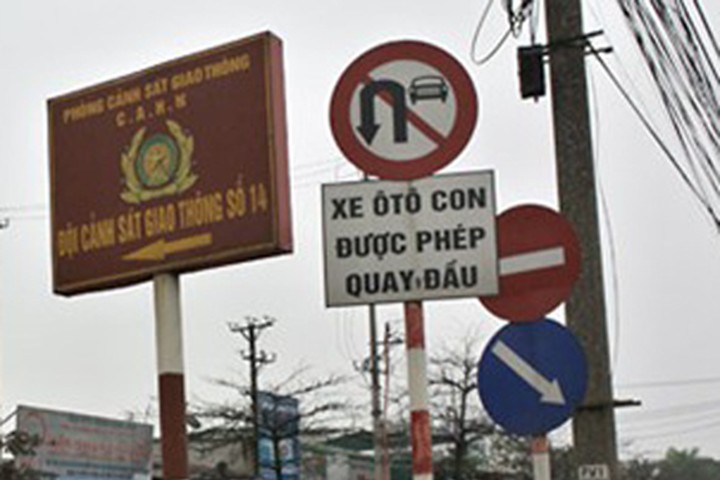 PHÒNG CẢNH SÁT GIAO THÔNG
C.A.H.N
ĐỘI CẢNH SÁT GIAO THÔNG SỐ 14
XE ÔTÔ CON
ĐƯỢC PHÉP
QUAY ĐẦU